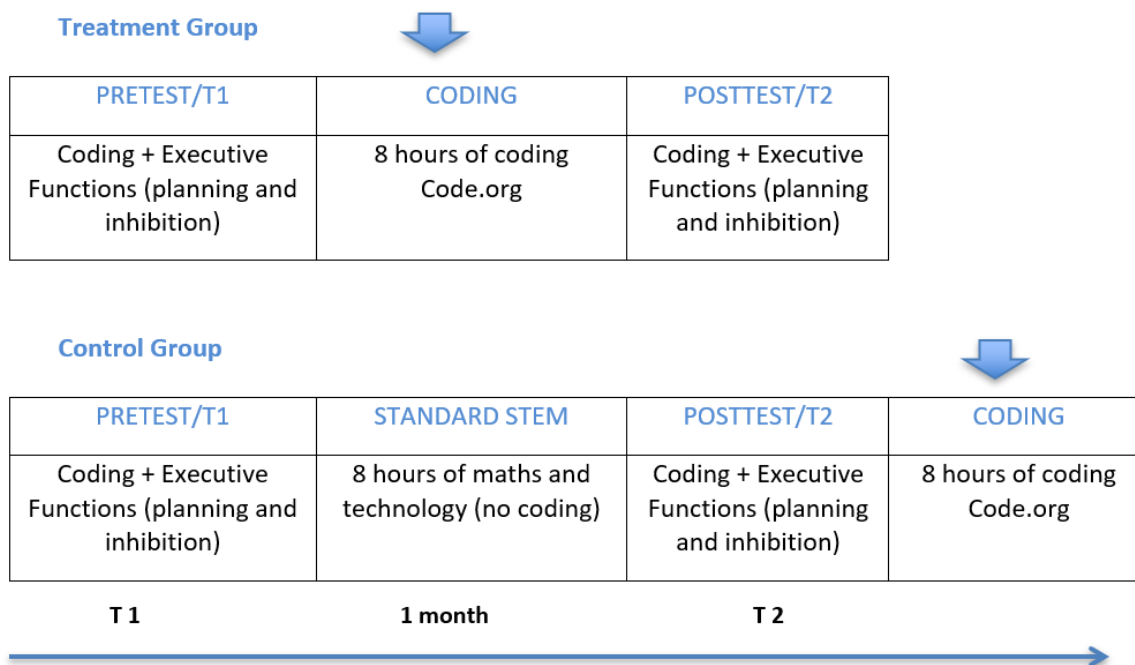 Treatment Group
PRETEST/T1
CODING
POSTTEST/T2
Coding + Executive
Functions (planning and
inhibition)
8 hours of coding
Code.org
Coding + Executive
Functions (planning
and inhibition)
Control Group
PRETEST/T1
STANDARD STEM
POSTTEST/T2
CODING
Coding + Executive
Functions (planning and
inhibition)
8 hours of maths and
technology (no coding)
Coding + Executive
Functions (planning
and inhibition)
8 hours of coding
Code.org
T 1
1 month
T 2